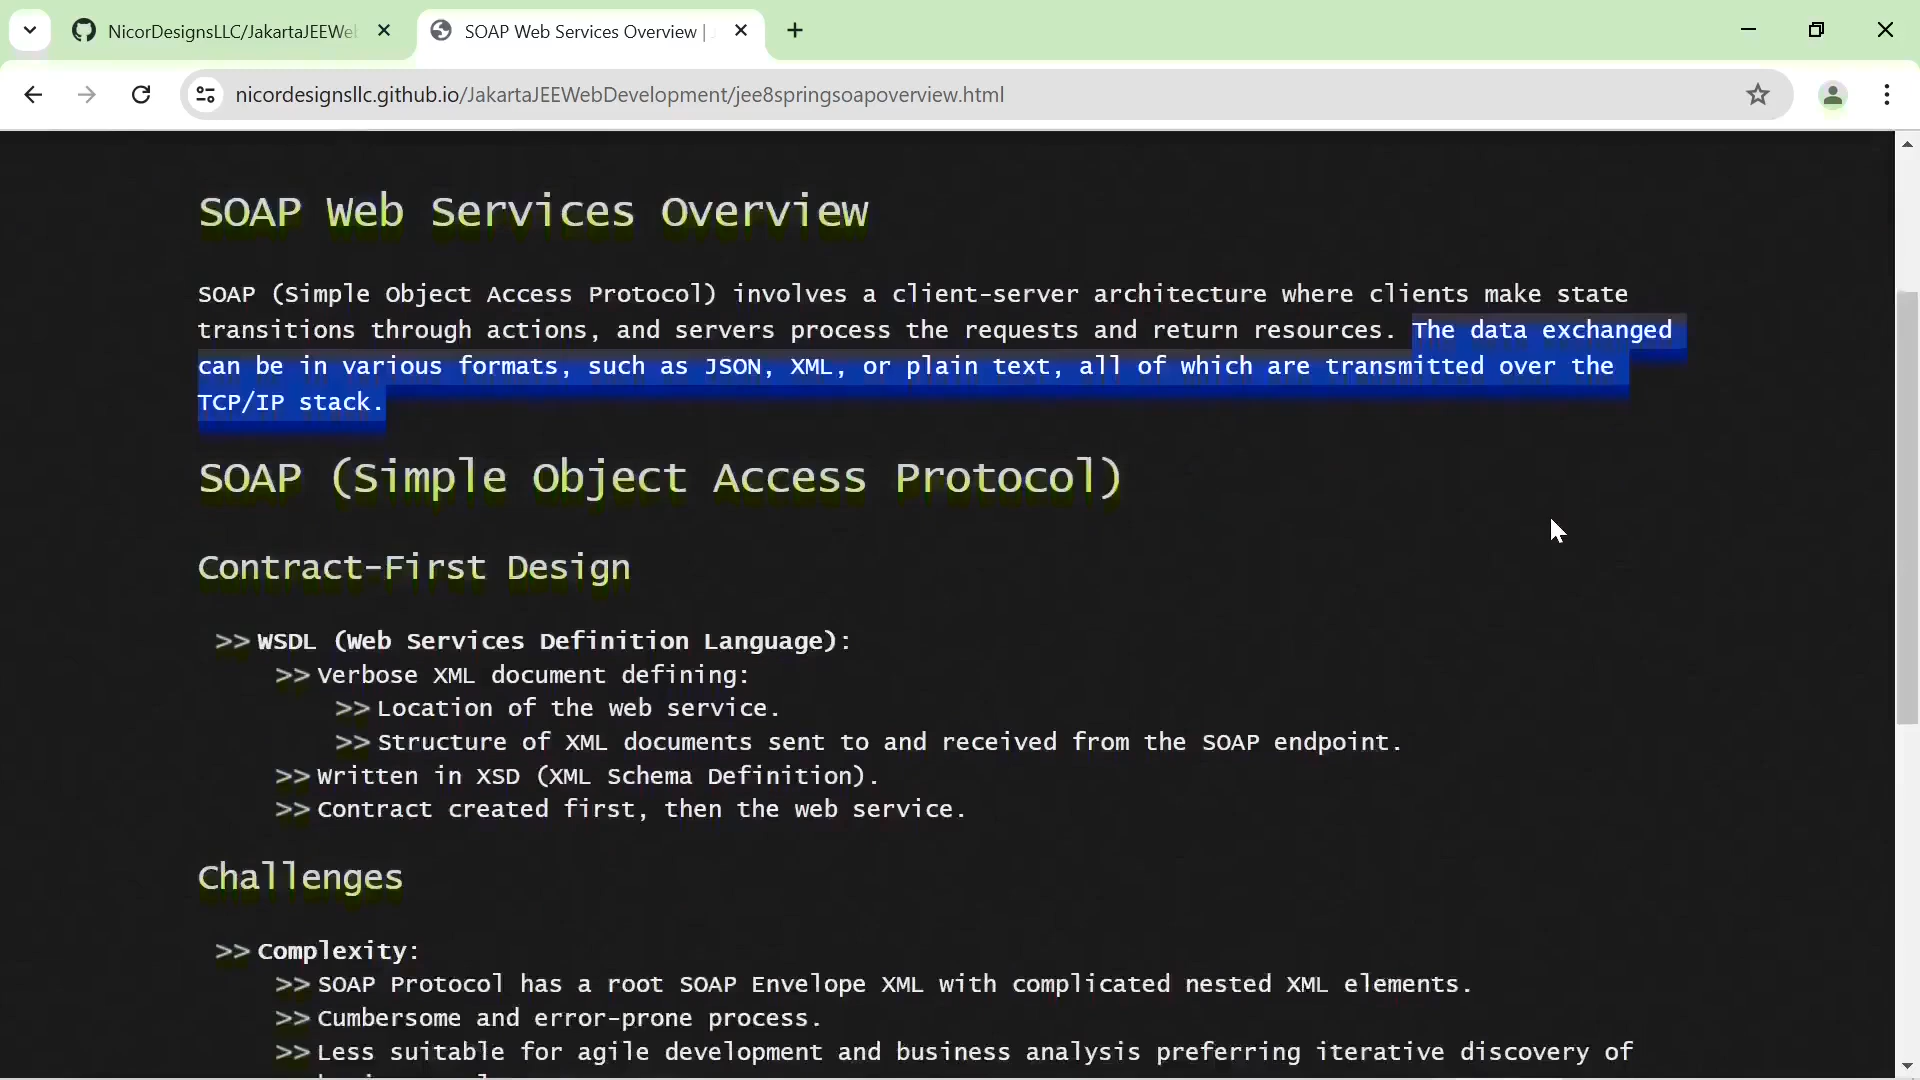 NicorDesignsLLC/JakartaJEEWeb
SOAP Web Services Overview |
nicordesignsllc.github.io/JakartaJEEWebDevelopment/jee8springsoapoverview.html
SOAP Web Services Overview
SOAP (Simple Object Access Protocol) involves a client-server architecture where clients make state
transitions through actions, and servers process the requests and return resources. The data exchanged
can be in various formats, such as JSON, XML, or plain text, all of which are transmitted over the
TCP/IP stack.
SOAP (Simple Object Access Protocol)
Contract-First Design
>> WSDL (Web Services Definition Language):
>> Verbose XML document defining:
>> Location of the web service.
>> Structure of XML documents sent to and received from the SOAP endpoint.
>> Written in XSD (XML Schema Definition).
>> Contract created first, then the web service.
Challenges
>> Complexity:
>> SOAP Protocol has a root SOAP Envelope XML with complicated nested XML elements.
>> Cumbersome and error-prone process.
>> Less suitable for agile development and business analysis preferring iterative discovery of